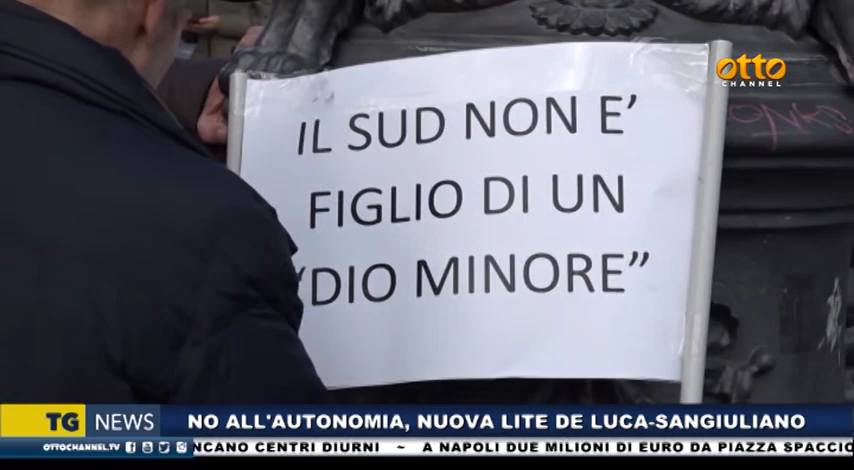 otto
CHANNEL
IL SUD NON E'
FIGLIO DI UN
"DIO MINORE"
TG NEWS
NO ALL'AUTONOMIA, NUOVA LITE DE LUCA-SANGIULIANO
OTTOCHANNEL.TV
NCANO CENTRI DIURNI ~ A NAPOLI DUE MILIONI DI EURO DA PIAZZA SPACCIO